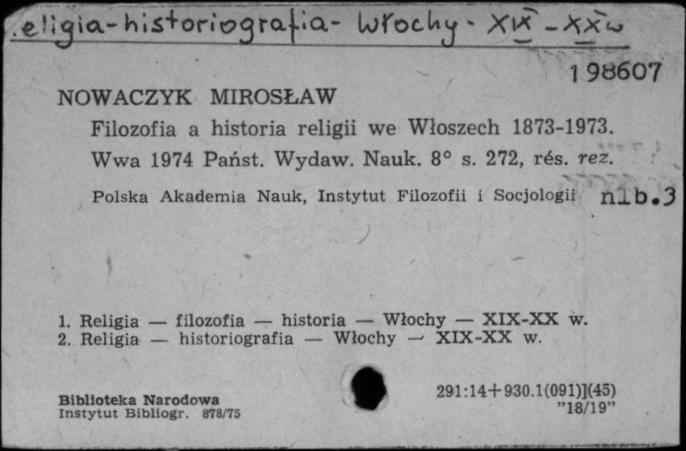 .eligia-historiografia- Włochy - XIX - XX w
198607
NOWACZYK MIROSŁAW
Filozofia a historia religii we Włoszech 1873-1973.
Wwa 1974 Państ. Wydaw. Nauk. 8° s. 272, rés. rez.
Polska Akademia Nauk, Instytut Filozofii i Socjologii nlb.3
1. Religia — filozofia — historia — Włochy — XIX-XX w.
2. Religia — historiografia — Włochy — XIX-XX w.
Biblioteka Narodowa
Instytut Bibliogr. 878/75
291:14+930.1(091)](45)
"18/19"